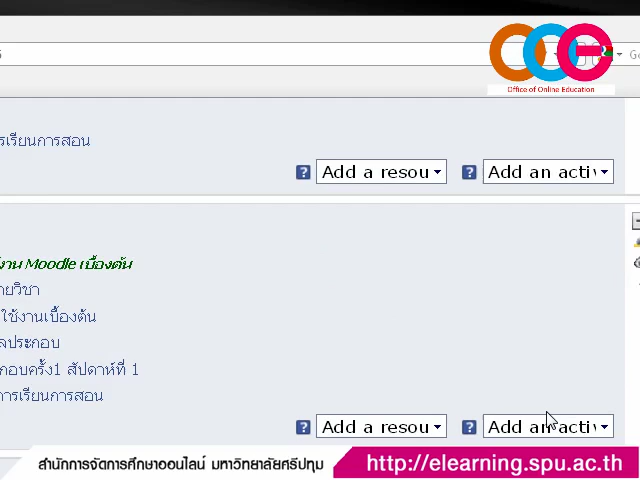 Office of Online Education
การเรียนการสอน
? Add a resou ? Add an activ
งาน Moodle เบื้องต้น
ายวิชา
ใช้งานเบื้องต้น
ลประกอบ
กอบครั้ง1 สัปดาห์ที่ 1
การเรียนการสอน
? Add a resou ? Add an activ
สำนักการจัดการศึกษาออนไลน์ มหาวิทยาลัยศรีปทุม http://elearning.spu.ac.th